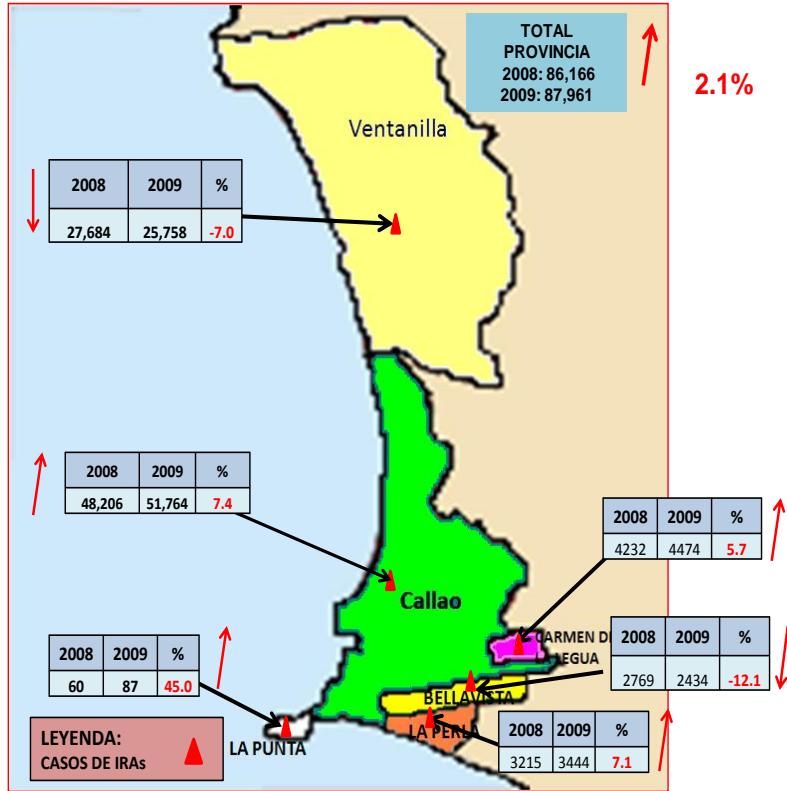 TOTAL
PROVINCIA
2008: 86,166
2009: 87,961
2.1%
Ventanilla
2008 2009 %
27,684 25,758 -7.0
2008 2009 %
48,206 51,764 7.4
2008 2009 %
4232 4474 5.7
Callao
CARMEN DE
LA LEGUA
2008 2009 %
2769 2434 -12.1
2008 2009 %
60 87 45.0
BELLAVISTA
LA PERLA
2008 2009 %
3215 3444 7.1
LA PUNTA
LEYENDA:
CASOS DE IRAs